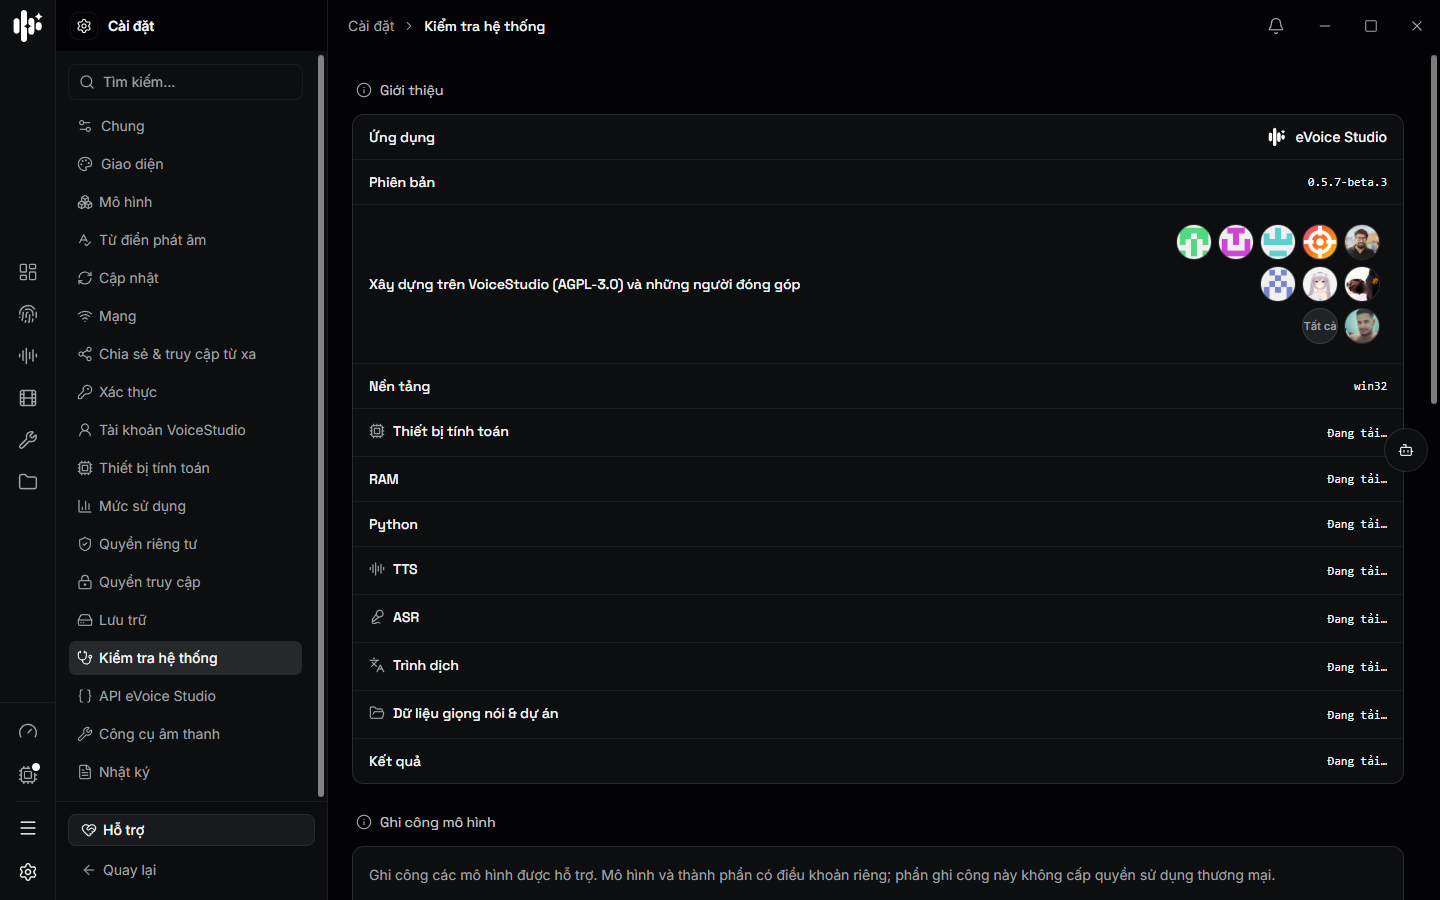 Cài đặt
Cài đặt > Kiểm tra hệ thống
Tìm kiếm...
Chung
Giao diện
Mô hình
Từ điển phát âm
Cập nhật
Mạng
Chia sẻ & truy cập từ xa
Xác thực
Tài khoản VoiceStudio
Thiết bị tính toán
Mức sử dụng
Quyền riêng tư
Quyền truy cập
Lưu trữ
Kiểm tra hệ thống
API eVoice Studio
Công cụ âm thanh
Nhật ký
Hỗ trợ
Quay lại
Giới thiệu
Ứng dụng eVoice Studio
Phiên bản 0.5.7-beta.3
Xây dựng trên VoiceStudio (AGPL-3.0) và những người đóng góp
Tất cả
Nền tảng win32
Thiết bị tính toán Đang tải…
RAM Đang tải…
Python Đang tải…
TTS Đang tải…
ASR Đang tải…
Trình dịch Đang tải…
Dữ liệu giọng nói & dự án Đang tải…
Kết quả Đang tải…
Ghi công mô hình
Ghi công các mô hình được hỗ trợ. Mô hình và thành phần có điều khoản riêng; phần ghi công này không cấp quyền sử dụng thương mại.